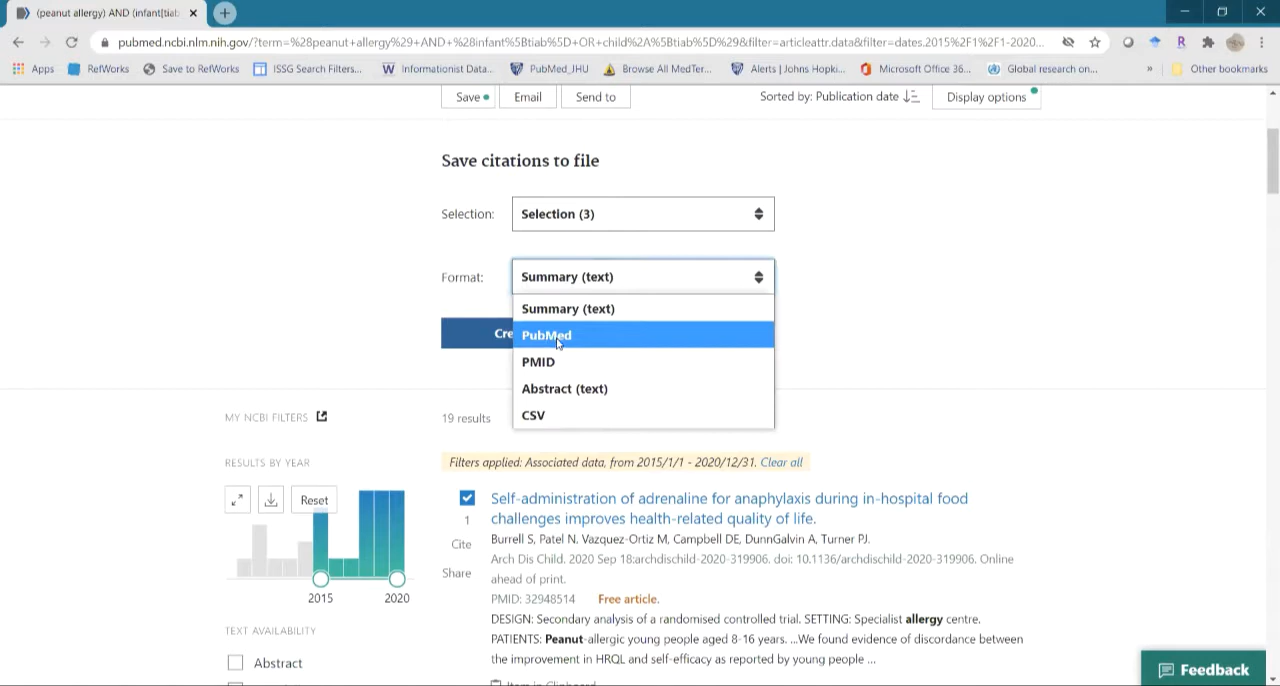 (peanut allergy) AND (infant[tiab
pubmed.ncbi.nlm.nih.gov/?term=%28peanut+allergy%29+AND+%28infant%5Btiab%5D+OR+child%2A%5Btiab%5D%29&filter=articleattr.data&filter=dates.2015%2F1%2F1-2020...
R
Apps RefWorks Save to RefWorks ISSG Search Filters... Informationist Data... PubMed_JHU Browse All MedTer... Alerts | Johns Hopki... Microsoft Office 36... Global research on... » Other bookmarks
Save Email Send to Sorted by: Publication date Display options
Save citations to file
Selection: Selection (3)
Format: Summary (text)
Summary (text)
Cre PubMed
PMID
Abstract (text)
CSV
MY NCBI FILTERS 19 results
RESULTS BY YEAR Filters applied: Associated data, from 2015/1/1 - 2020/12/31. Clear all
Reset
2015 2020
TEXT AVAILABILITY
Abstract
1
Cite
Share
Self-administration of adrenaline for anaphylaxis during in-hospital food
challenges improves health-related quality of life.
Burrell S, Patel N, Vazquez-Ortiz M, Campbell DE, DunnGalvin A, Turner PJ.
Arch Dis Child. 2020 Sep 18:archdischild-2020-319906. doi: 10.1136/archdischild-2020-319906. Online
ahead of print.
PMID: 32948514 Free article.
DESIGN: Secondary analysis of a randomised controlled trial. SETTING: Specialist allergy centre.
PATIENTS: Peanut-allergic young people aged 8-16 years. ...We found evidence of discordance between
the improvement in HRQL and self-efficacy as reported by young people ...
Feedback